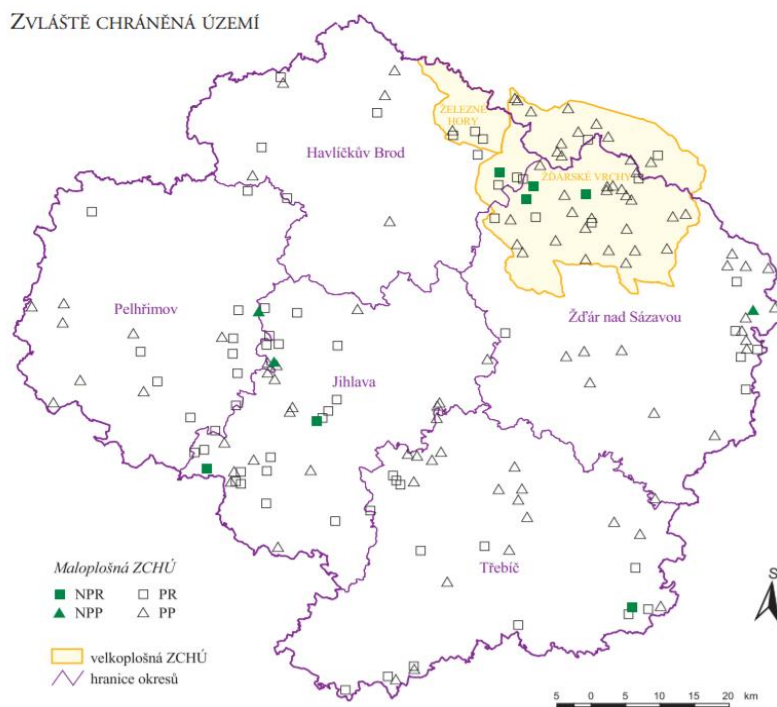 ZVLÁŠTĚ CHRÁNĚNÁ ÚZEMÍ
ŽELEZNÉ
HORY
Havlíčkův Brod
ŽĎÁRSKÉ VRCHY
Pelhřimov
Žďár nad Sázavou
Jihlava
Třebíč
Maloplošná ZCHÚ
NPR PR
NPP PP
velkoplošná ZCHÚ
hranice okresů
S
5 0 5 10 20 km